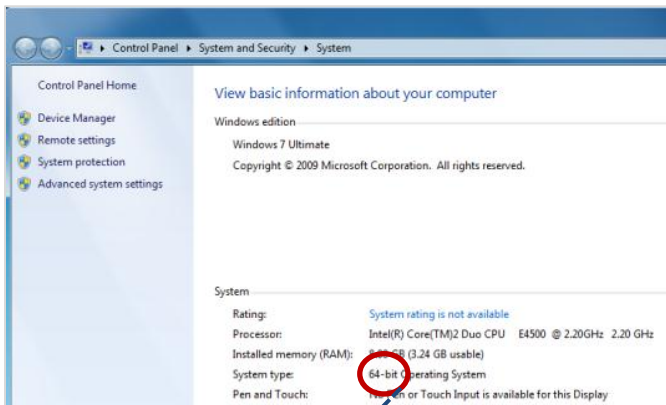 Control Panel ▸ System and Security ▸ System
Control Panel Home
Device Manager
Remote settings
System protection
Advanced system settings
View basic information about your computer
Windows edition
Windows 7 Ultimate
Copyright © 2009 Microsoft Corporation. All rights reserved.
System
Rating: System rating is not available
Processor: Intel(R) Core(TM)2 Duo CPU E4500 @ 2.20GHz 2.20 GHz
Installed memory (RAM): GB (3.24 GB usable)
System type: 64-bit Operating System
Pen and Touch: No Pen or Touch Input is available for this Display